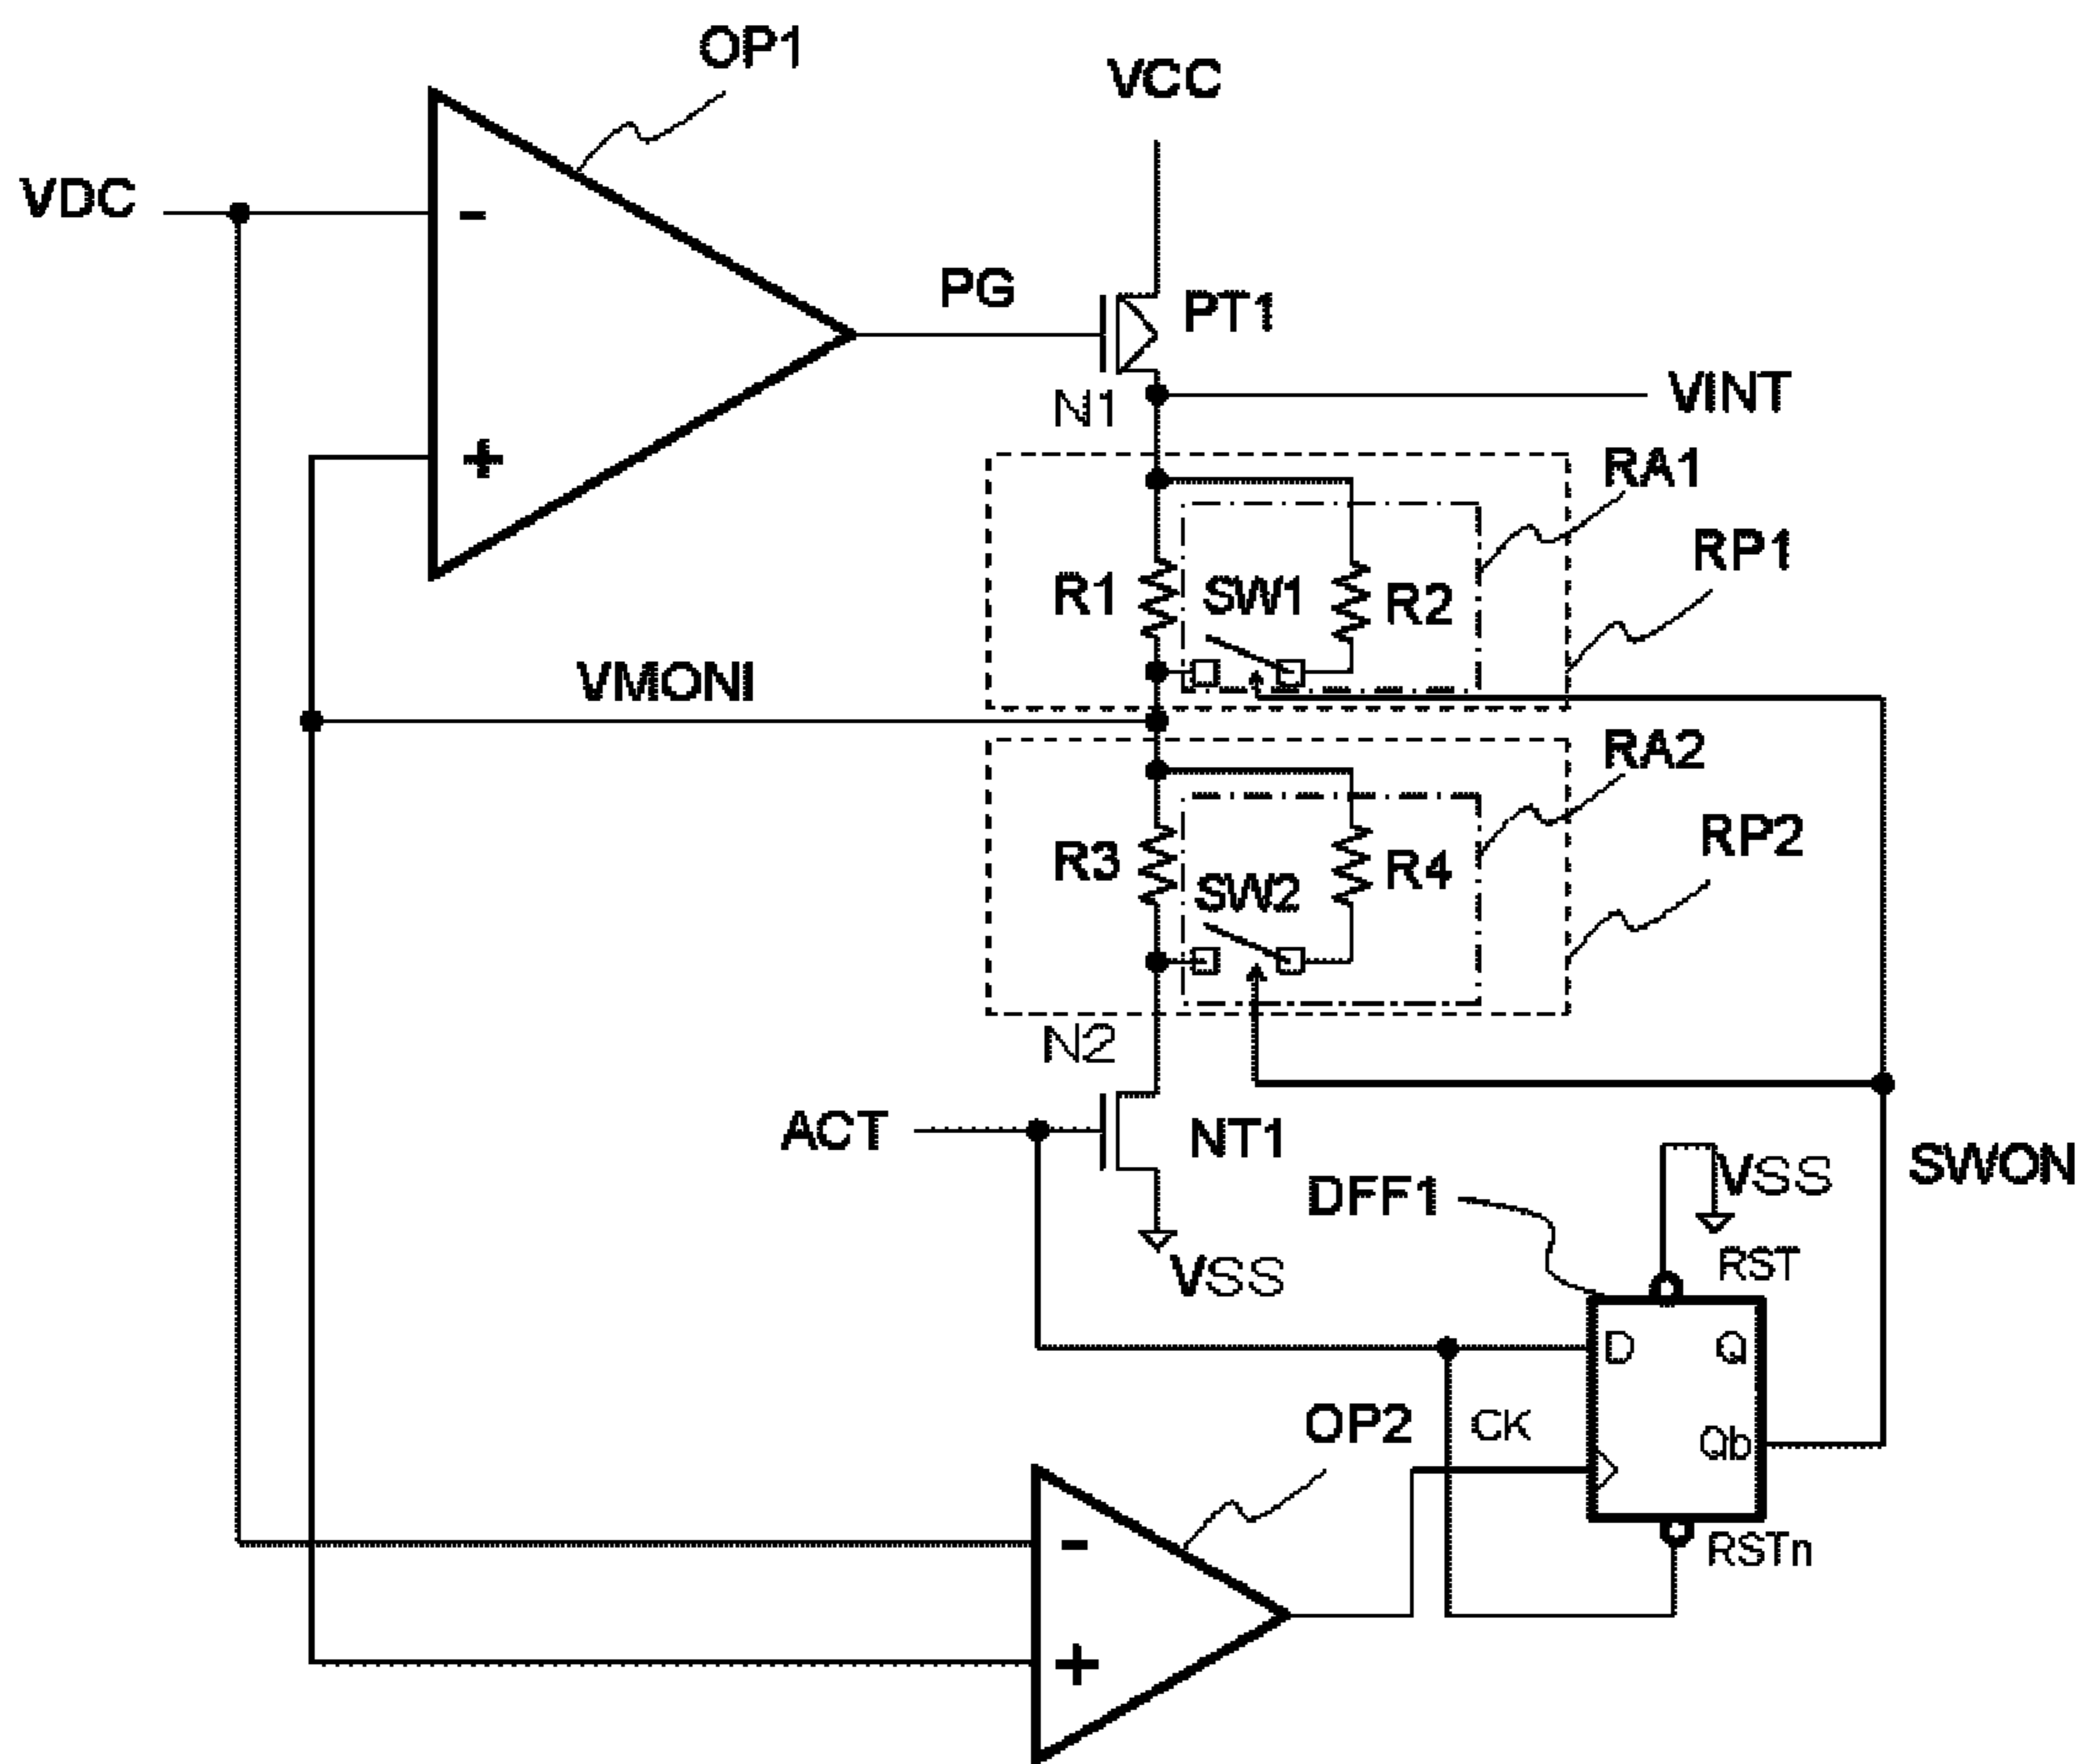 OP1
VCC
VDC
-
PG
PT1
N1
VINT
+
RA1
RP1
R1
SW1
R2
VMONI
RA2
RP2
R3
SW2
R4
N2
ACT
NT1
VSS
SWON
DFF1
VSS
RST
D
Q
OP2
CK
Qb
-
RSTn
+